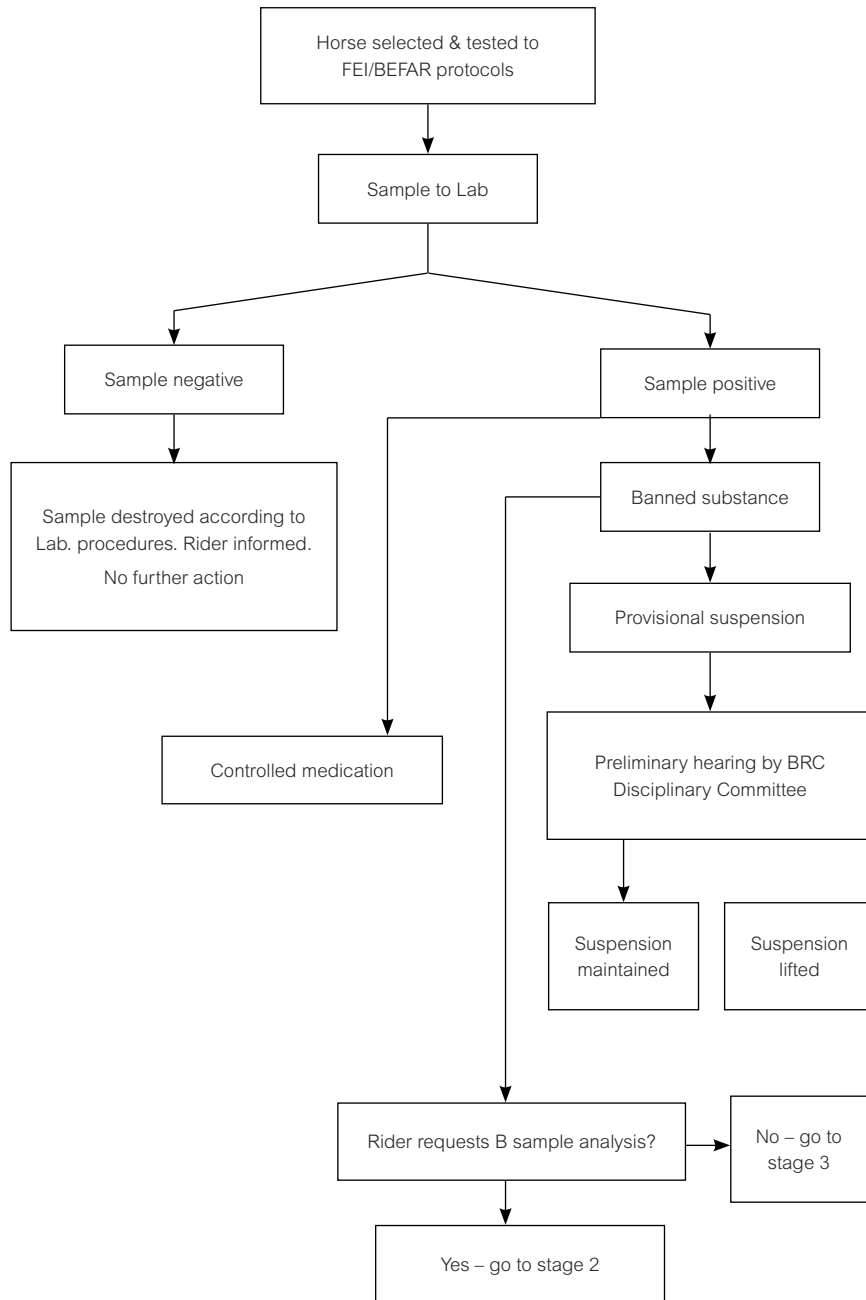 Horse selected & tested to
FEI/BEFAR protocols
Sample to Lab
Sample negative
Sample positive
Sample destroyed according to
Lab. procedures. Rider informed.
No further action
Banned substance
Provisional suspension
Controlled medication
Preliminary hearing by BRC
Disciplinary Committee
Suspension
maintained
Suspension
lifted
Rider requests B sample analysis?
No – go to
stage 3
Yes – go to stage 2